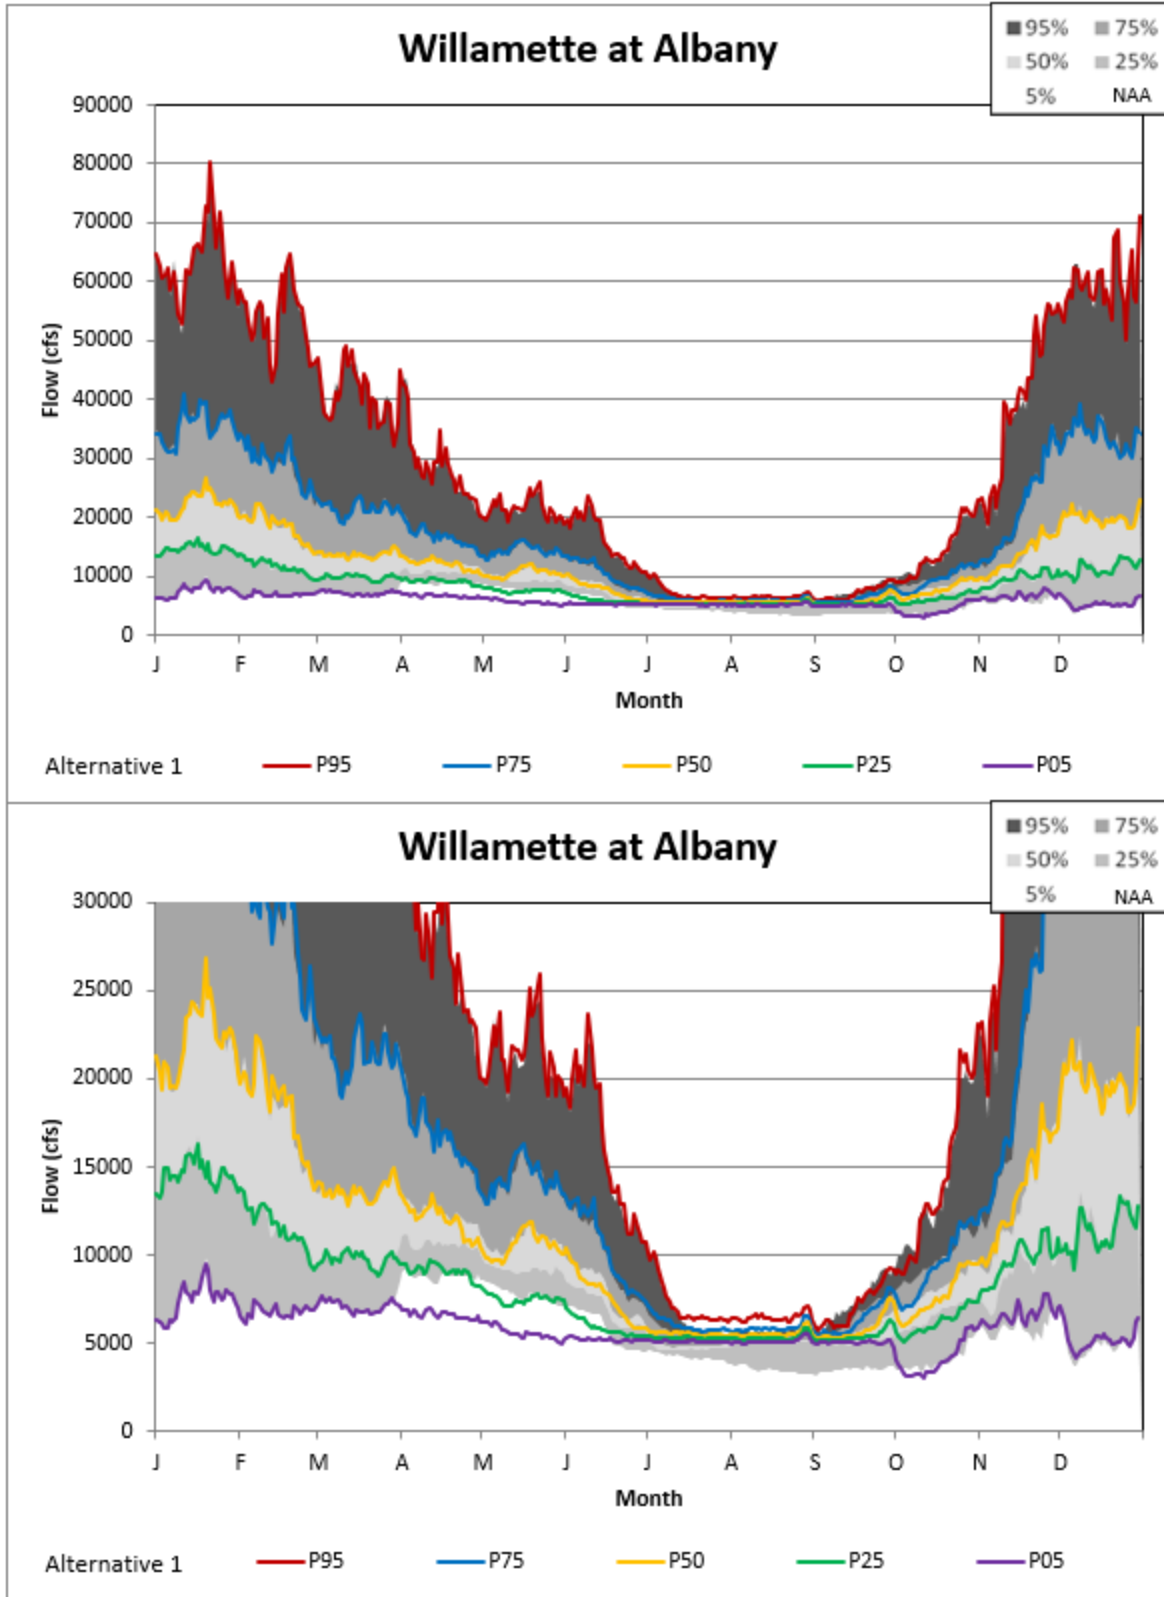 Willamette at Albany
95% 75%
50% 25%
5% NAA
90000
80000
70000
60000
50000
40000
30000
20000
10000
0
Flow (cfs)
J F M A M J J A S O N D
Month
Alternative 1 P95 P75 P50 P25 P05
Willamette at Albany
95% 75%
50% 25%
5% NAA
30000
25000
20000
15000
10000
5000
0
Flow (cfs)
J F M A M J J A S O N D
Month
Alternative 1 P95 P75 P50 P25 P05